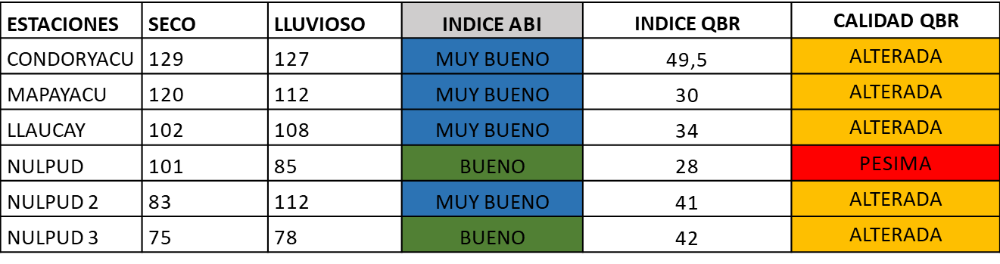 ESTACIONES SECO LLUVIOSO INDICE ABI INDICE QBR CALIDAD QBR
CONDORYACU 129 127 MUY BUENO 49,5 ALTERADA
MAPAYACU 120 112 MUY BUENO 30 ALTERADA
LLAUCAY 102 108 MUY BUENO 34 ALTERADA
NULPUD 101 85 BUENO 28 PESIMA
NULPUD 2 83 112 MUY BUENO 41 ALTERADA
NULPUD 3 75 78 BUENO 42 ALTERADA